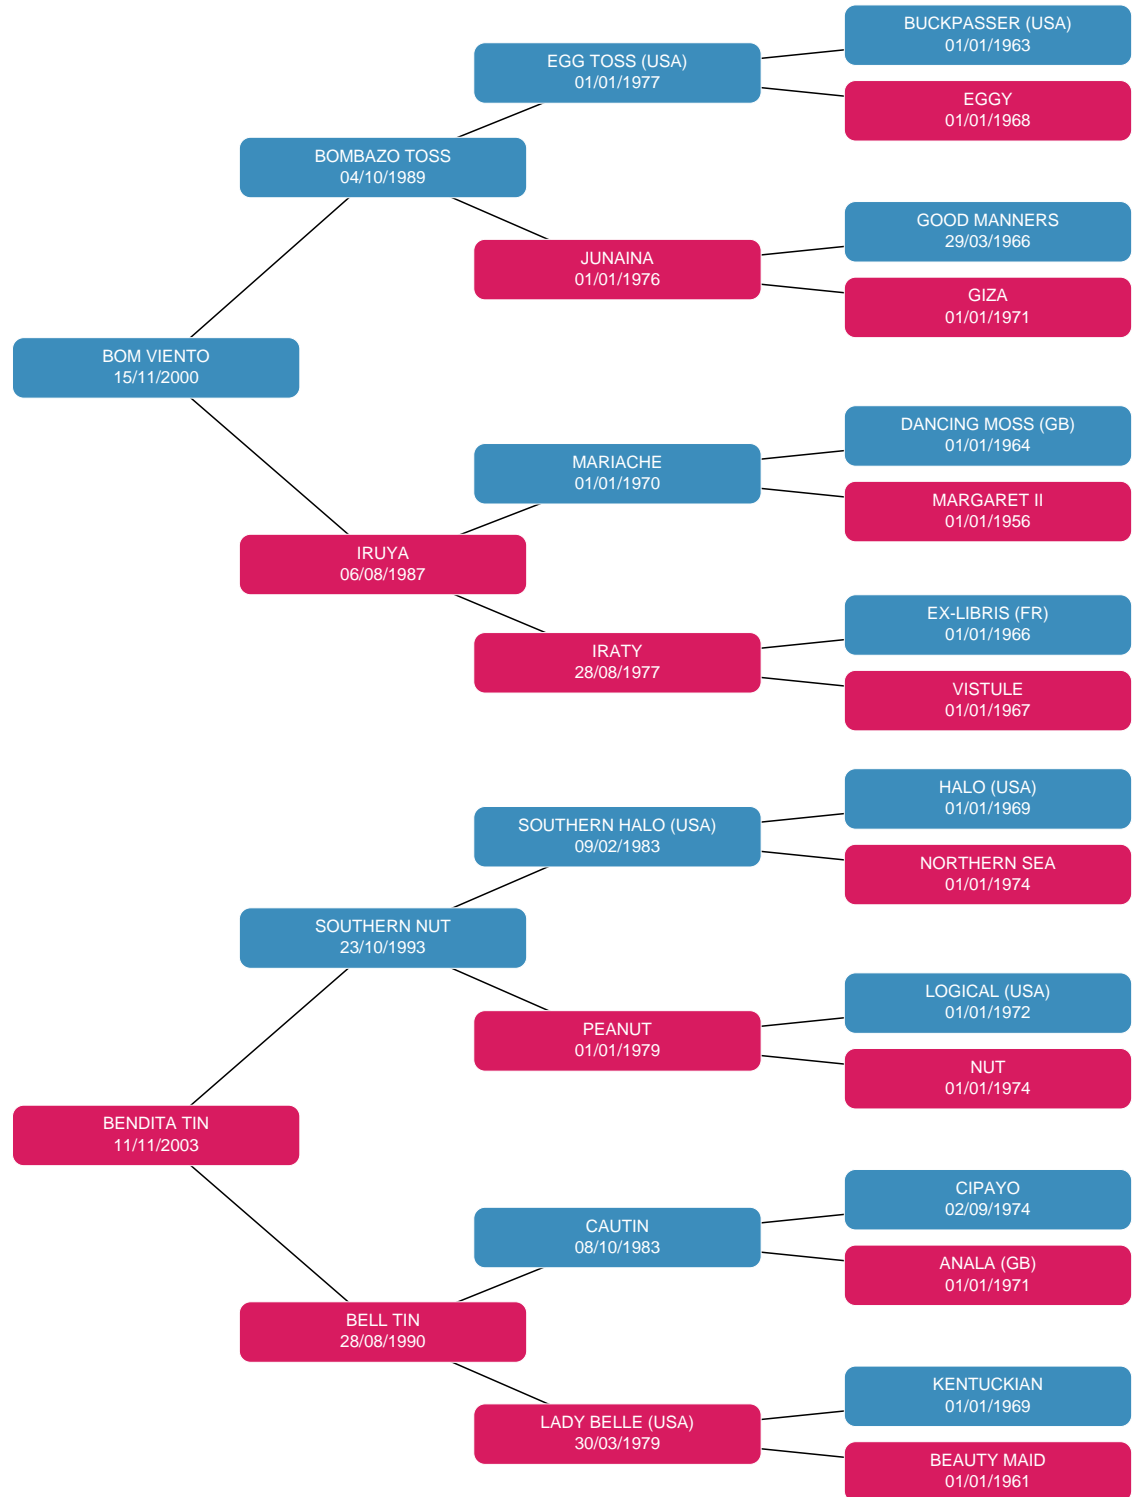 BUCKPASSER (USA)
01/01/1963
EGG TOSS (USA)
01/01/1977
EGGY
01/01/1968
BOMBAZO TOSS
04/10/1989
GOOD MANNERS
29/03/1966
JUNAINA
01/01/1976
GIZA
01/01/1971
BOM VIENTO
15/11/2000
DANCING MOSS (GB)
01/01/1964
MARIACHE
01/01/1970
MARGARET II
01/01/1956
IRUYA
06/08/1987
EX-LIBRIS (FR)
01/01/1966
IRATY
28/08/1977
VISTULE
01/01/1967
HALO (USA)
01/01/1969
SOUTHERN HALO (USA)
09/02/1983
NORTHERN SEA
01/01/1974
SOUTHERN NUT
23/10/1993
LOGICAL (USA)
01/01/1972
PEANUT
01/01/1979
NUT
01/01/1974
BENDITA TIN
11/11/2003
CIPAYO
02/09/1974
CAUTIN
08/10/1983
ANALA (GB)
01/01/1971
BELL TIN
28/08/1990
KENTUCKIAN
01/01/1969
LADY BELLE (USA)
30/03/1979
BEAUTY MAID
01/01/1961